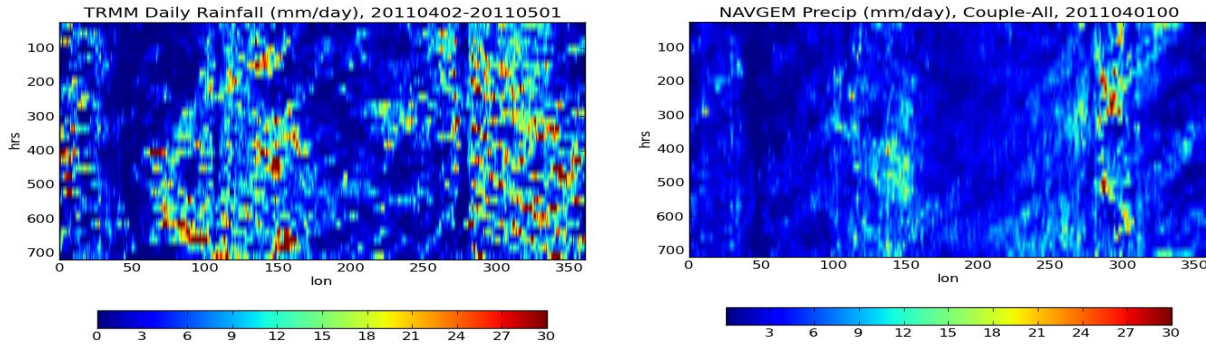 TRMM Daily Rainfall (mm/day), 20110402-20110501
100
200
300
400
500
600
700
hrs
0 50 100 150 200 250 300 350
lon
0 3 6 9 12 15 18 21 24 27 30
NAVGEM Precip (mm/day), Couple-All, 2011040100
100
200
300
400
500
600
700
hrs
0 50 100 150 200 250 300 350
lon
3 6 9 12 15 18 21 24 27 30